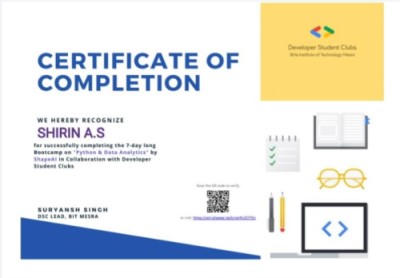 Developer Student Clubs
Birla Institute of Technology Mesra
CERTIFICATE OF
COMPLETION
WE HEREBY RECOGNIZE
SHIRIN A.S
for successfully completing the 7-day long
Bootcamp on "Python & Data Analytics" by
ShapeAI in Collaboration with Developer
Student Clubs
Scan the QR code to verify
or visit
SURYANSH SINGH
DSC LEAD, BIT MESRA